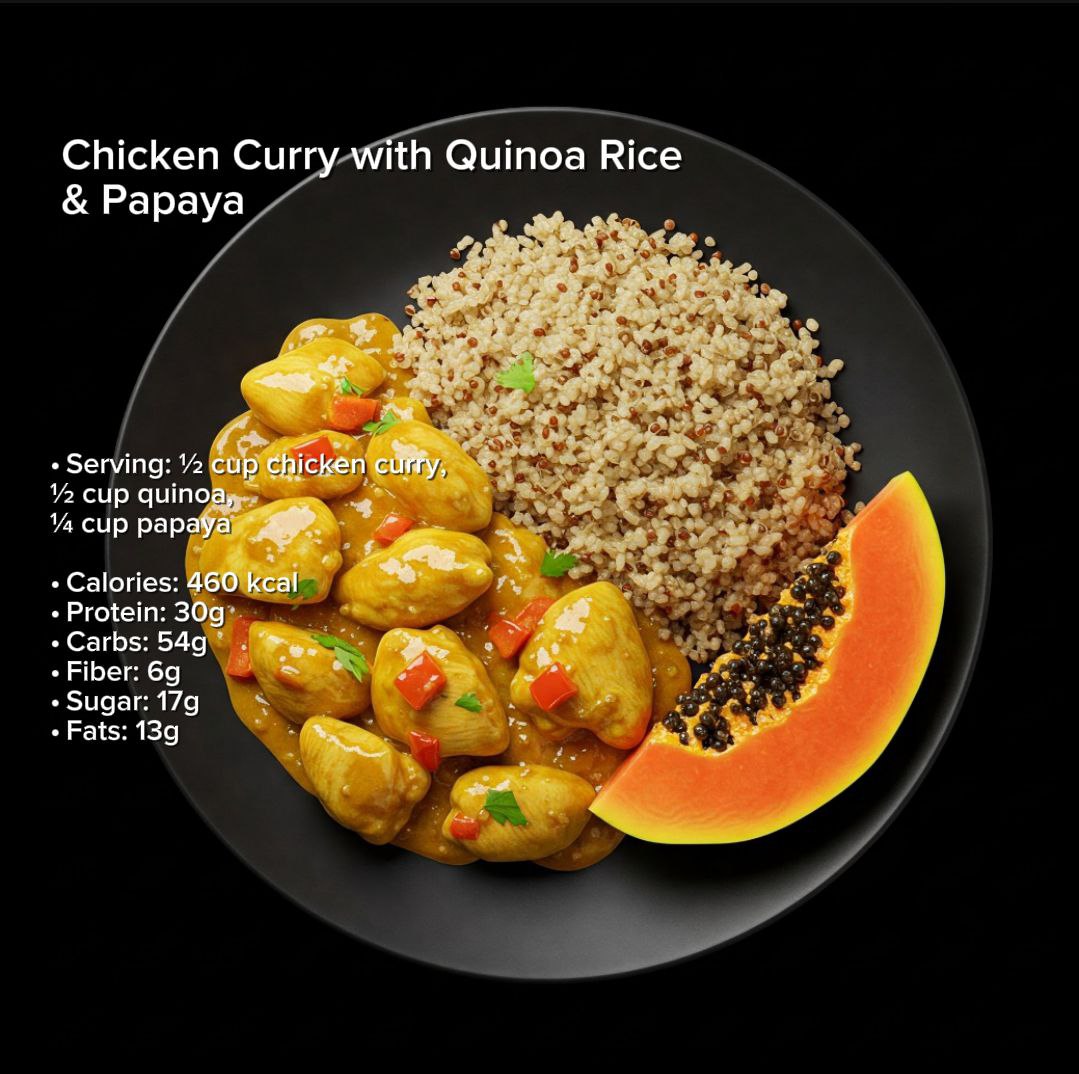 Chicken Curry with Quinoa Rice
& Papaya
• Serving: ½ cup chicken curry,
½ cup quinoa,
¼ cup papaya
• Calories: 460 kcal
• Protein: 30g
• Carbs: 54g
• Fiber: 6g
• Sugar: 17g
• Fats: 13g